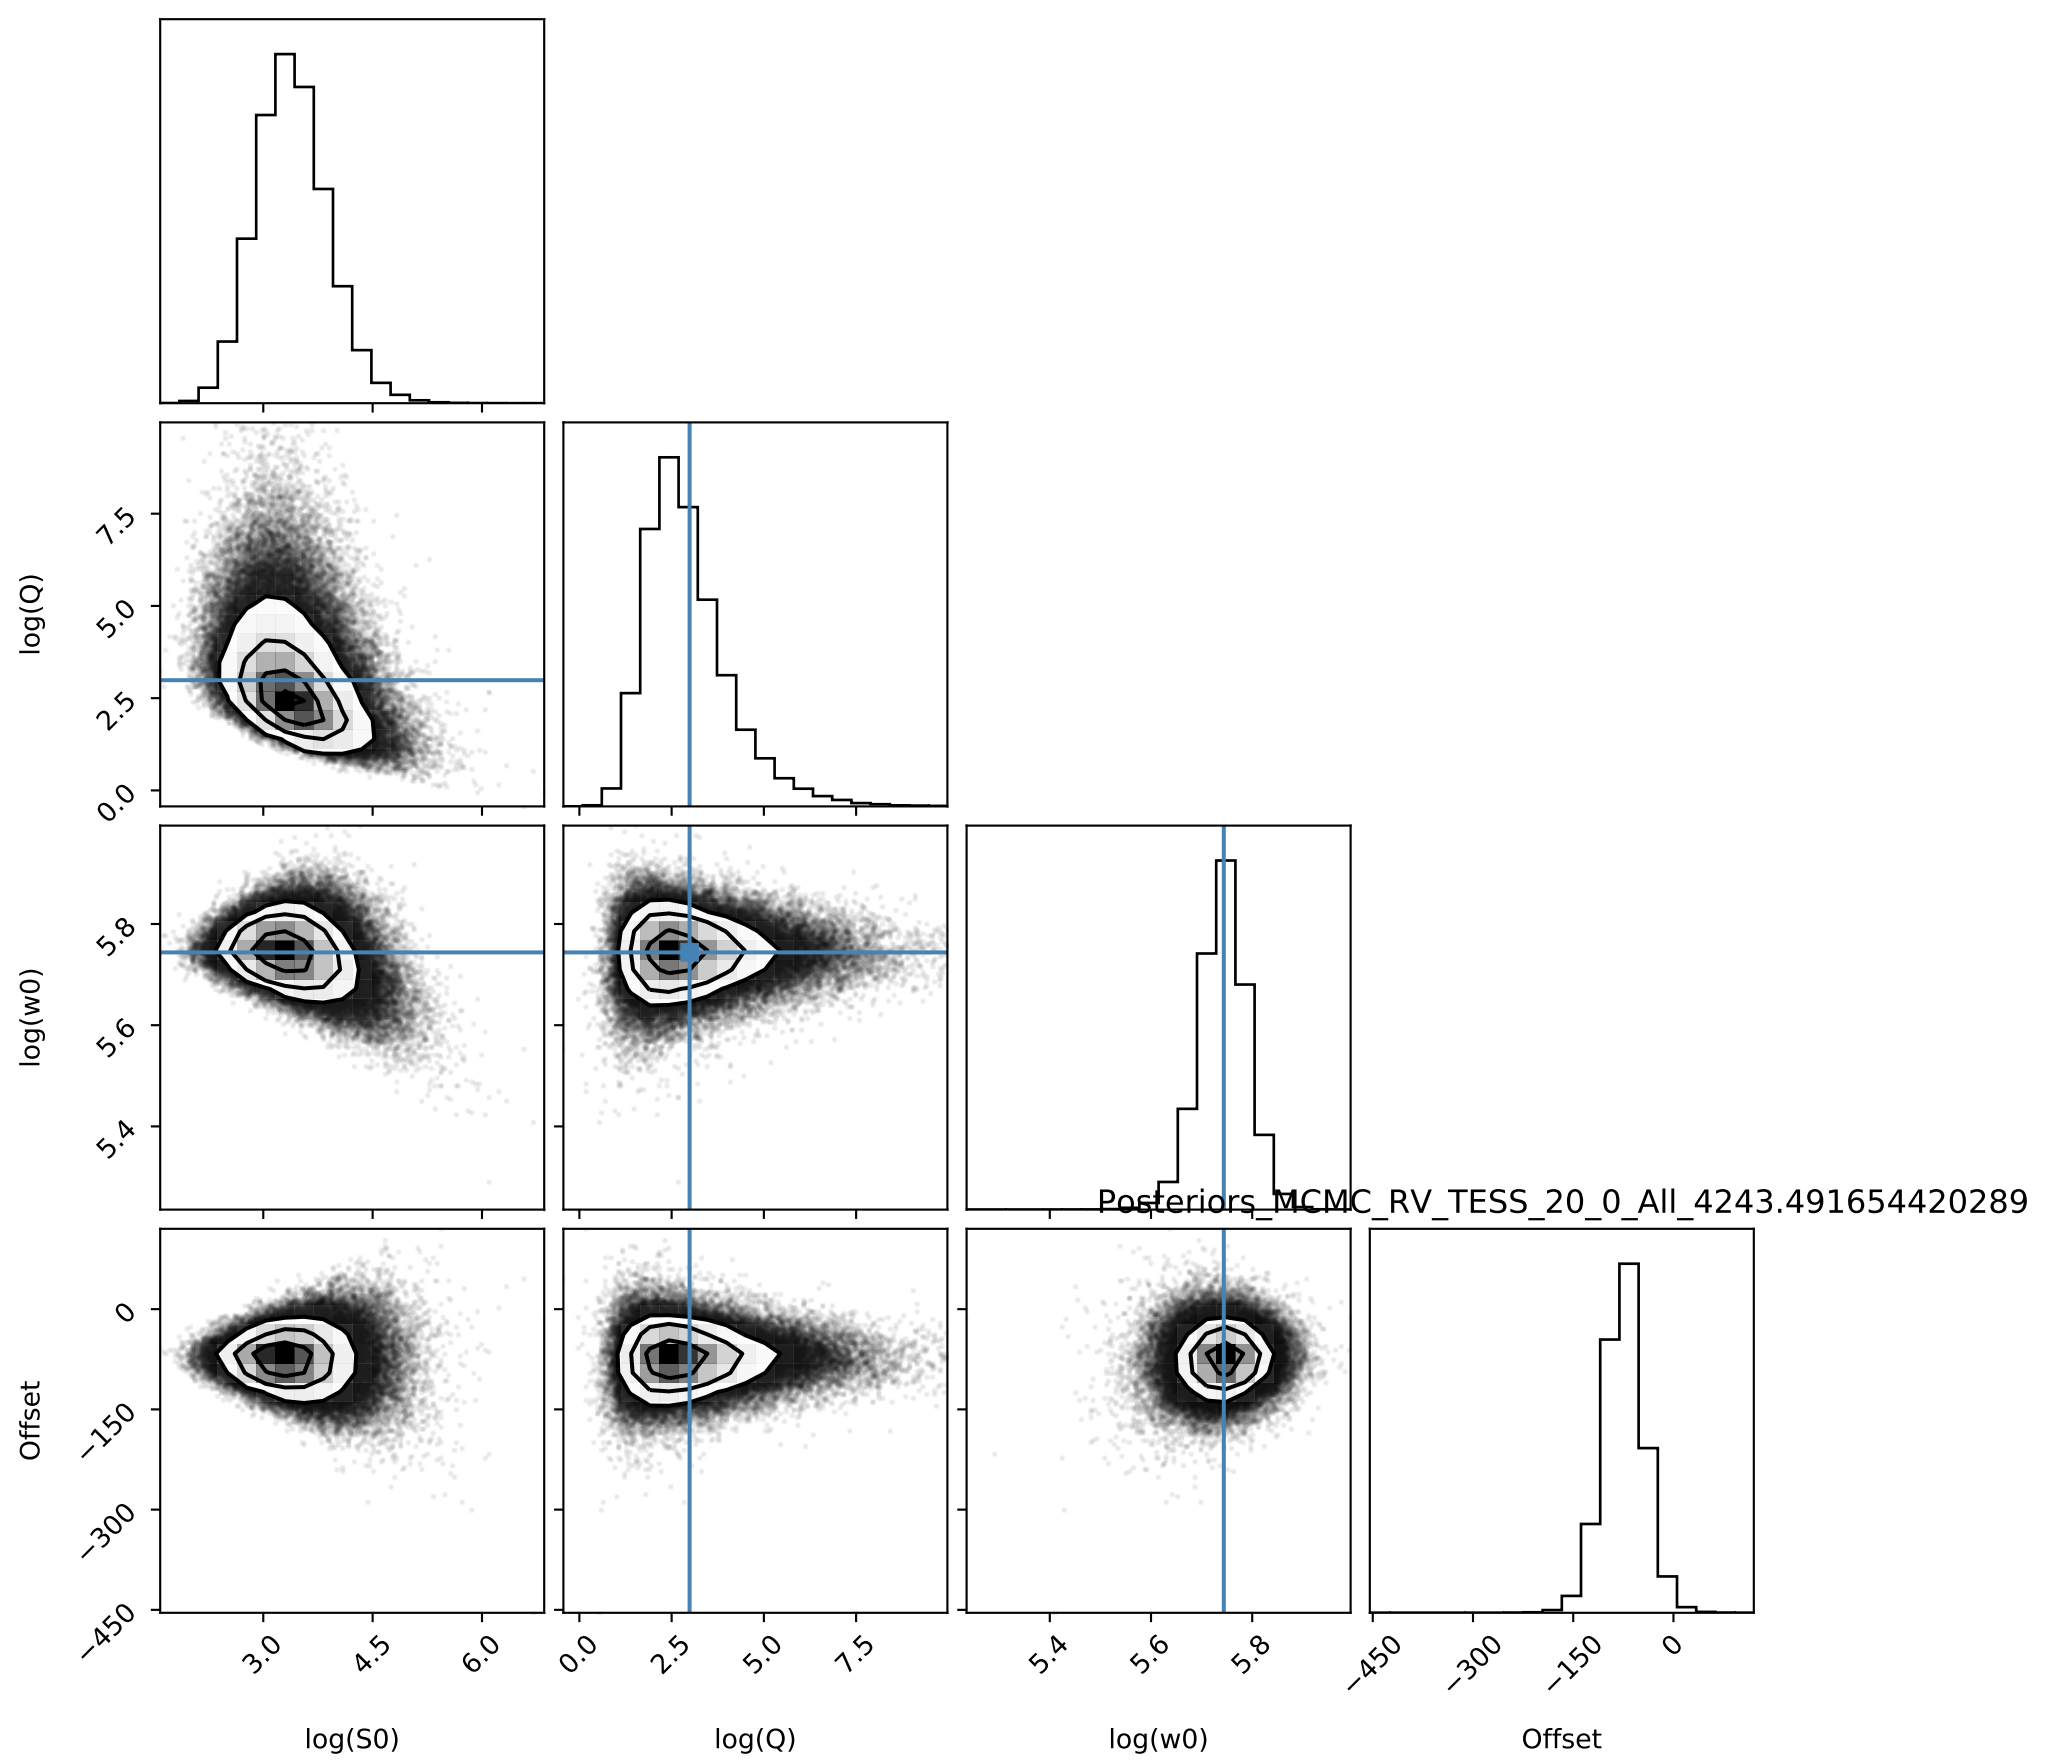 log(Q)
7.5
5.0
2.5
0.0
log(w0)
5.8
5.6
5.4
Posteriors_MCMC_RV_TESS_20_0_All_4243.491654420289
Offset
0
−150
−300
−450
3.0 4.5 6.0 0.0 2.5 5.0 7.5 5.4 5.6 5.8 −450 −300 −150 0
log(S0) log(Q) log(w0) Offset